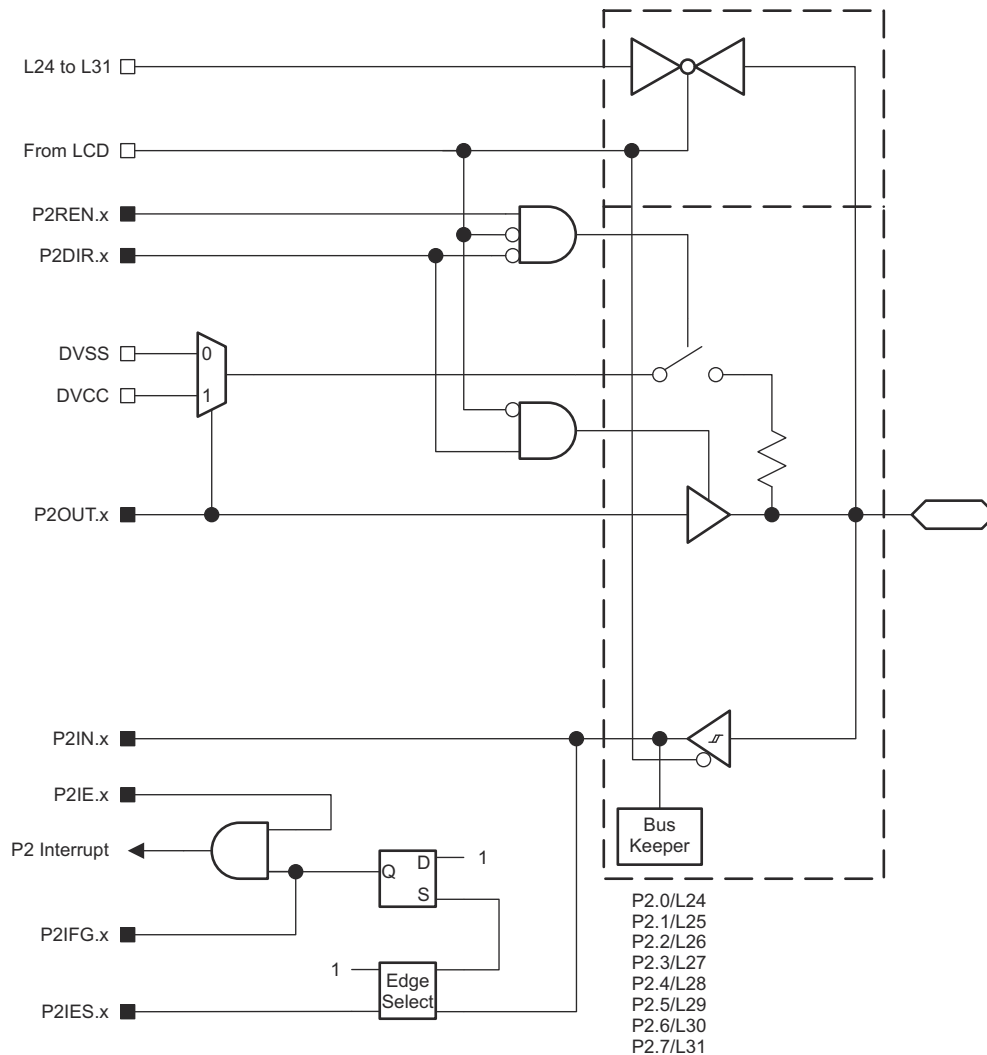 L24 to L31
From LCD
P2REN.x
P2DIR.x
DVSS
0
DVCC
1
P2OUT.x
P2IN.x
P2IE.x
Bus
Keeper
P2 Interrupt
Q
D
1
S
P2IFG.x
1
Edge
Select
P2IES.x
P2.0/L24
P2.1/L25
P2.2/L26
P2.3/L27
P2.4/L28
P2.5/L29
P2.6/L30
P2.7/L31